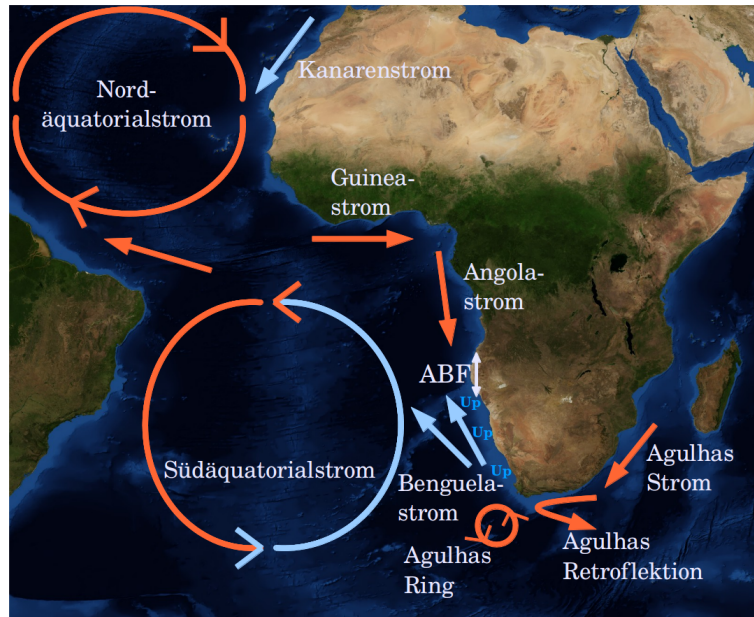 Kanarenstrom
Nord-
äquatorialstrom
Guinea-
strom
Angola-
strom
ABF
Up
Up
Up
Südäquatorialstrom
Benguela-
strom
Agulhas
Strom
Agulhas
Ring
Agulhas
Retroflektion